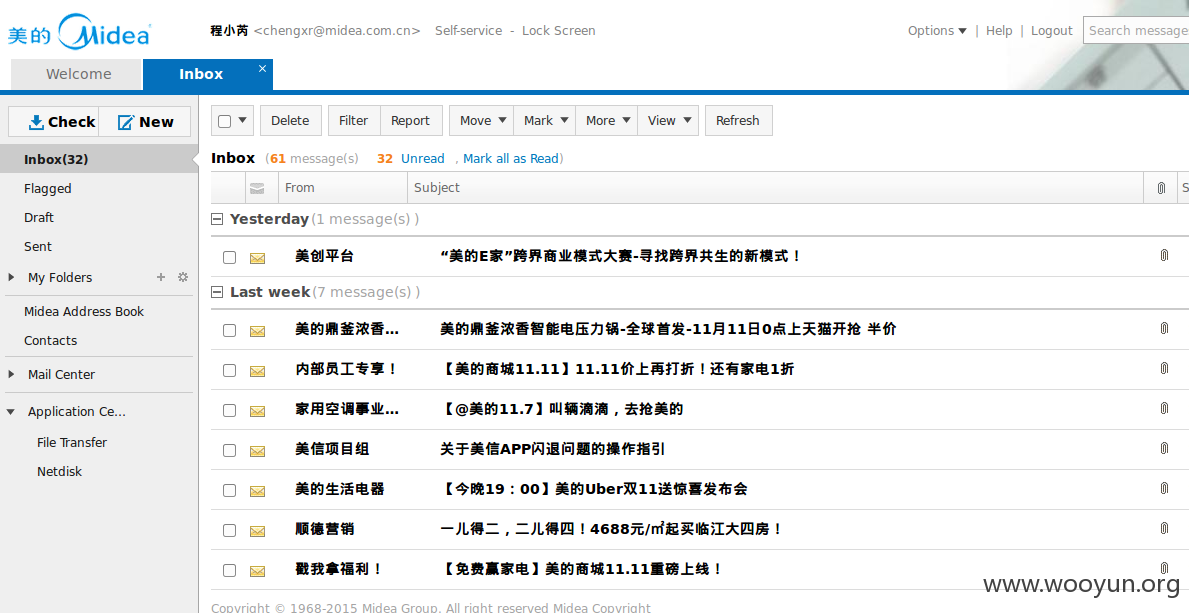 美的 Midea
程小芮 <chengxr@midea.com.cn> Self-service - Lock Screen
Options | Help | Logout
Search message
Welcome
Inbox
Check
New
Inbox(32)
Flagged
Draft
Sent
My Folders
Midea Address Book
Contacts
Mail Center
Application Ce...
File Transfer
Netdisk
Delete Filter Report Move Mark More View Refresh
Inbox (61 message(s) 32 Unread , Mark all as Read)
From Subject S
Yesterday(1 message(s) )
美创平台 “美的E家”跨界商业模式大赛-寻找跨界共生的新模式！
Last week(7 message(s) )
美的鼎釜浓香... 美的鼎釜浓香智能电压力锅-全球首发-11月11日0点上天猫开抢 半价
内部员工专享！ 【美的商城11.11】11.11价上再打折！还有家电1折
家用空调事业... 【@美的11.7】叫辆滴滴，去抢美的
美信项目组 关于美信APP闪退问题的操作指引
美的生活电器 【今晚19：00】美的Uber双11送惊喜发布会
顺德营销 一儿得二，二儿得四！4688元/㎡起买临江大四房！
戳我拿福利！ 【免费赢家电】美的商城11.11重磅上线！
Copyright © 1968-2015 Midea Group. All right reserved Midea Copyright
www.wooyun.org